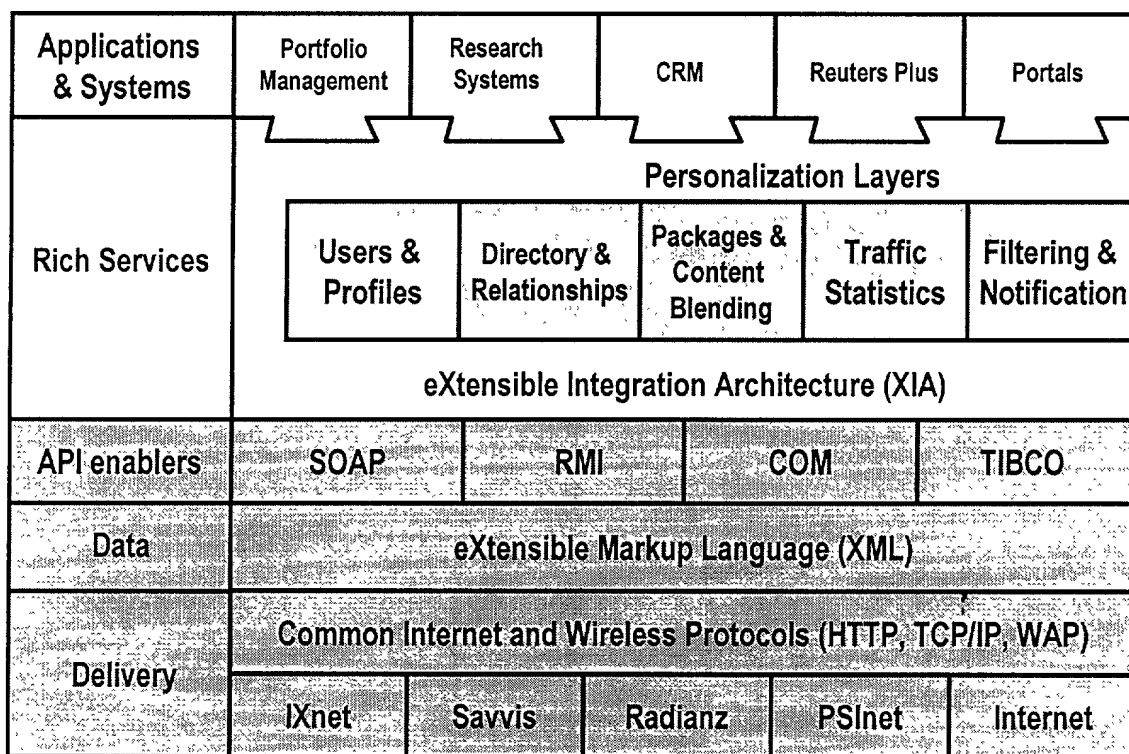 Applications
& Systems
Portfolio
Management
Research
Systems
CRM
Reuters Plus
Portals
Rich Services
Personalization Layers
Users &
Profiles
Directory &
Relationships
Packages &
Content
Blending
Traffic
Statistics
Filtering &
Notification
eXtensible Integration Architecture (XIA)
API enablers
SOAP
RMI
COM
TIBCO
Data
eXtensible Markup Language (XML)
Delivery
Common Internet and Wireless Protocols (HTTP, TCP/IP, WAP)
IXnet
Savvis
Radianz
PSInet
Internet